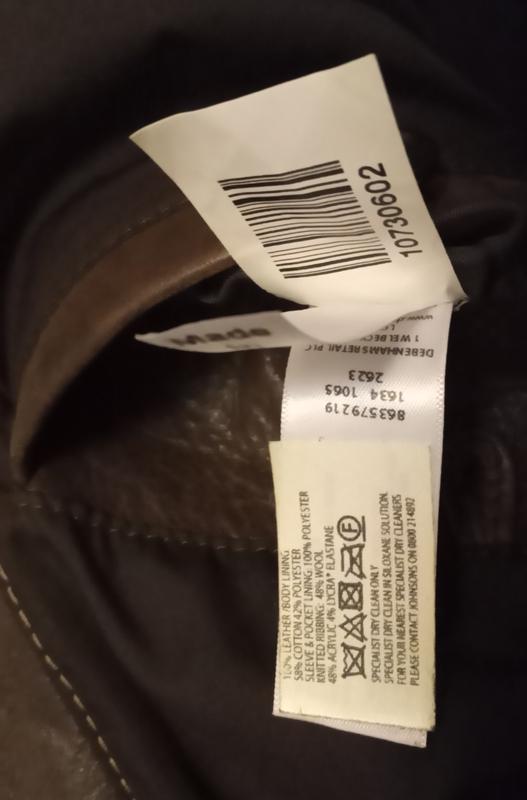 10730602
Made
DEBENHAMS RETAIL PLC
1 WELBECK
863579219
1634 1065
2623
100% LEATHER/BODY LINING
58% COTTON 42% POLYESTER
SLEEVE & POCKET LINING: 100% POLYESTER
KNITTED RIBBING: 48% WOOL
48% ACRYLIC 4% LYCRA® ELASTANE
F
SPECIALIST DRY CLEAN ONLY
SPECIALIST DRY CLEAN IN SILOXANE SOLUTION.
FOR YOUR NEAREST SPECIALIST DRY CLEANERS
PLEASE CONTACT JOHNSONS ON 0800 214892